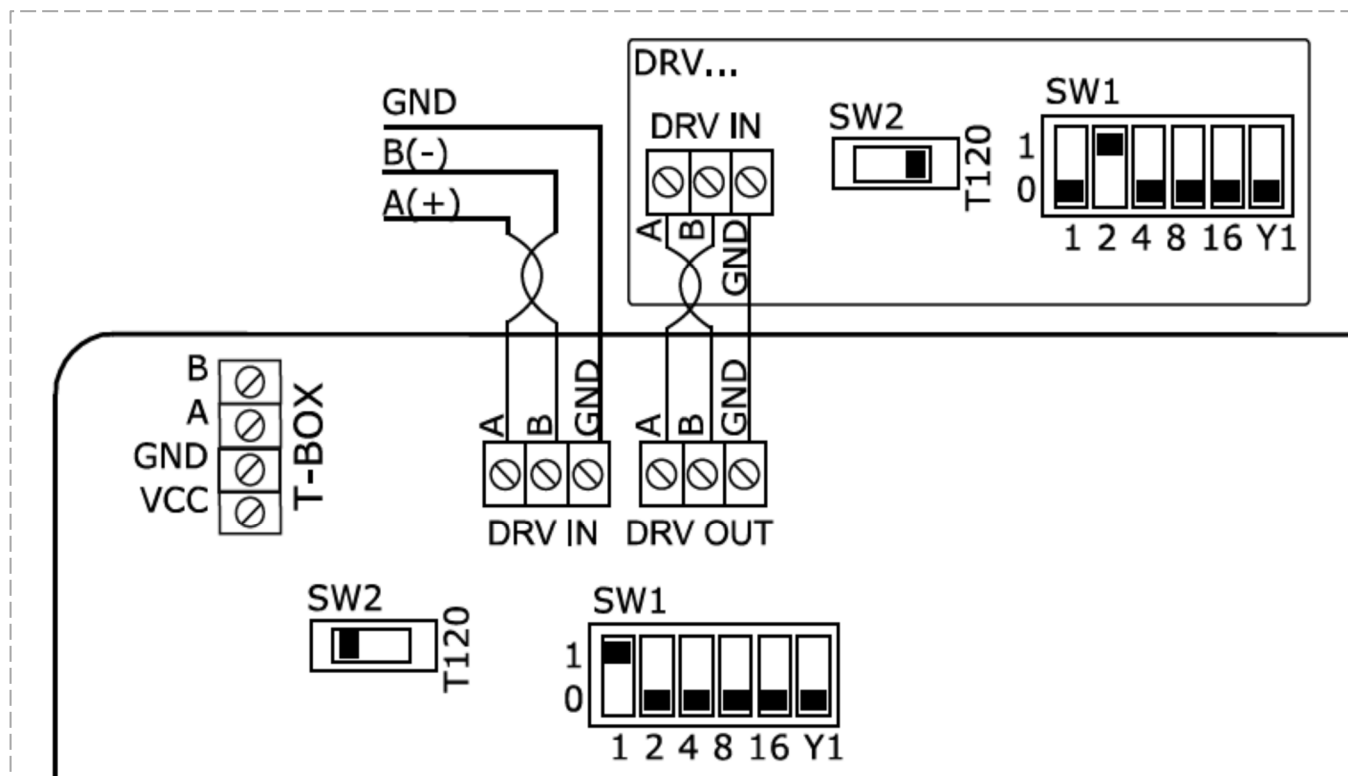 DRV...
SW1
GND
SW2
DRV IN
T120
B(-)
1
0
A(+)
A
B
GND
1 2 4 8 16 Y1
B
A
GND
VCC
T-BOX
A
B
GND
A
B
GND
DRV IN
DRV OUT
SW2
T120
SW1
1
0
1 2 4 8 16 Y1